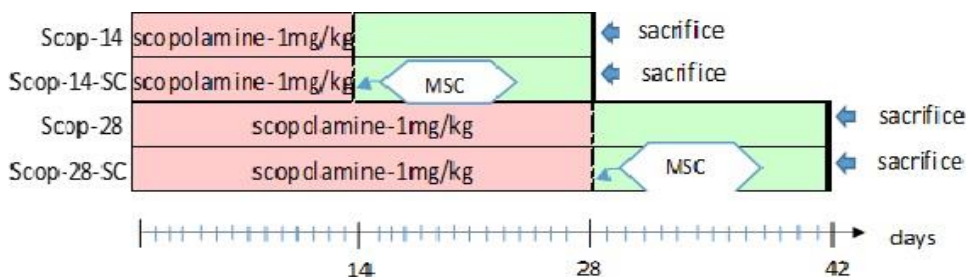 Scop-14 scopolamine-1mg/kg sacrifice
Scop-14-SC scopolamine-1mg/kg MSC sacrifice
Scop-28 scopolamine-1mg/kg sacrifice
Scop-28-SC scopolamine-1mg/kg MSC sacrifice
days
14 28 42